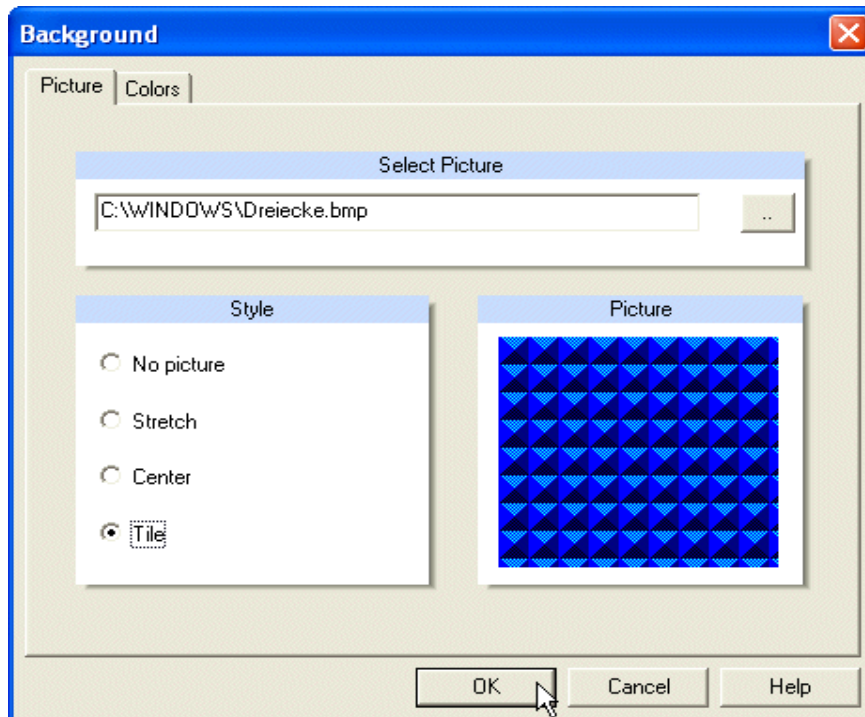 Background
Picture
Colors
Select Picture
C:\WINDOWS\Dreiecke.bmp
..
Style
No picture
Stretch
Center
Tile
Picture
OK
Cancel
Help